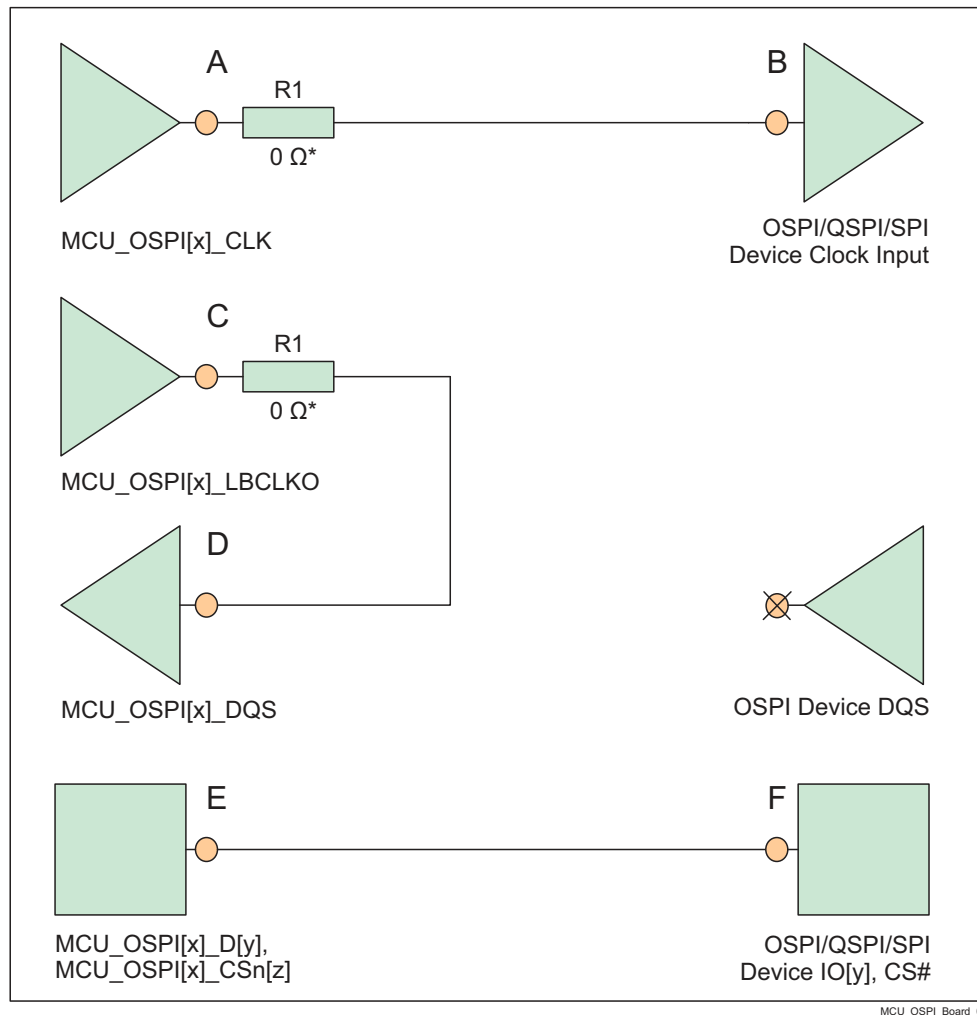 A
B
R1
0 Ω*
MCU_OSPI[x]_CLK
OSPI/QSPI/SPI
Device Clock Input
C
R1
0 Ω*
MCU_OSPI[x]_LBCLKO
D
MCU_OSPI[x]_DQS
OSPI Device DQS
E
F
MCU_OSPI[x]_D[y],
MCU_OSPI[x]_CSn[z]
OSPI/QSPI/SPI
Device IO[y], CS#
MCU_OSPI_Board